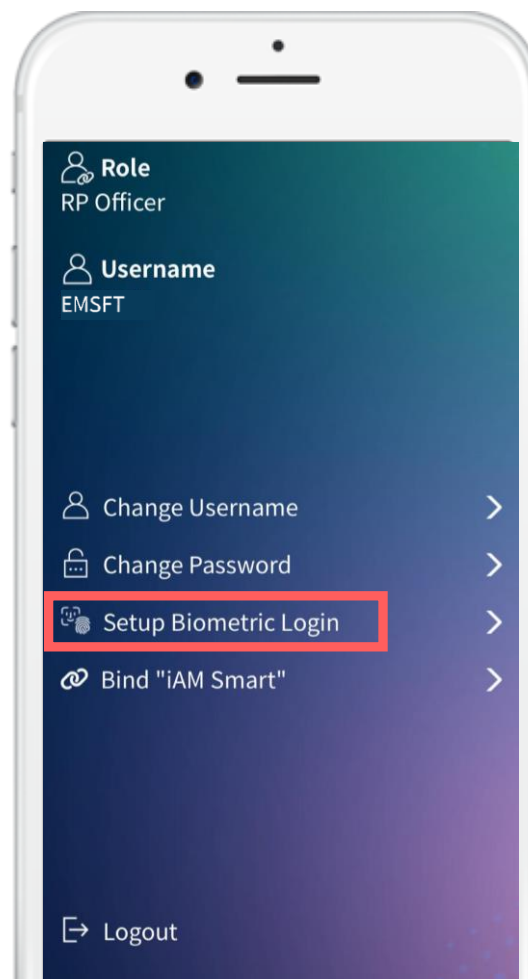 Role
RP Officer
Username
EMSFT
Change Username
Change Password
Setup Biometric Login
Bind "iAM Smart"
Logout